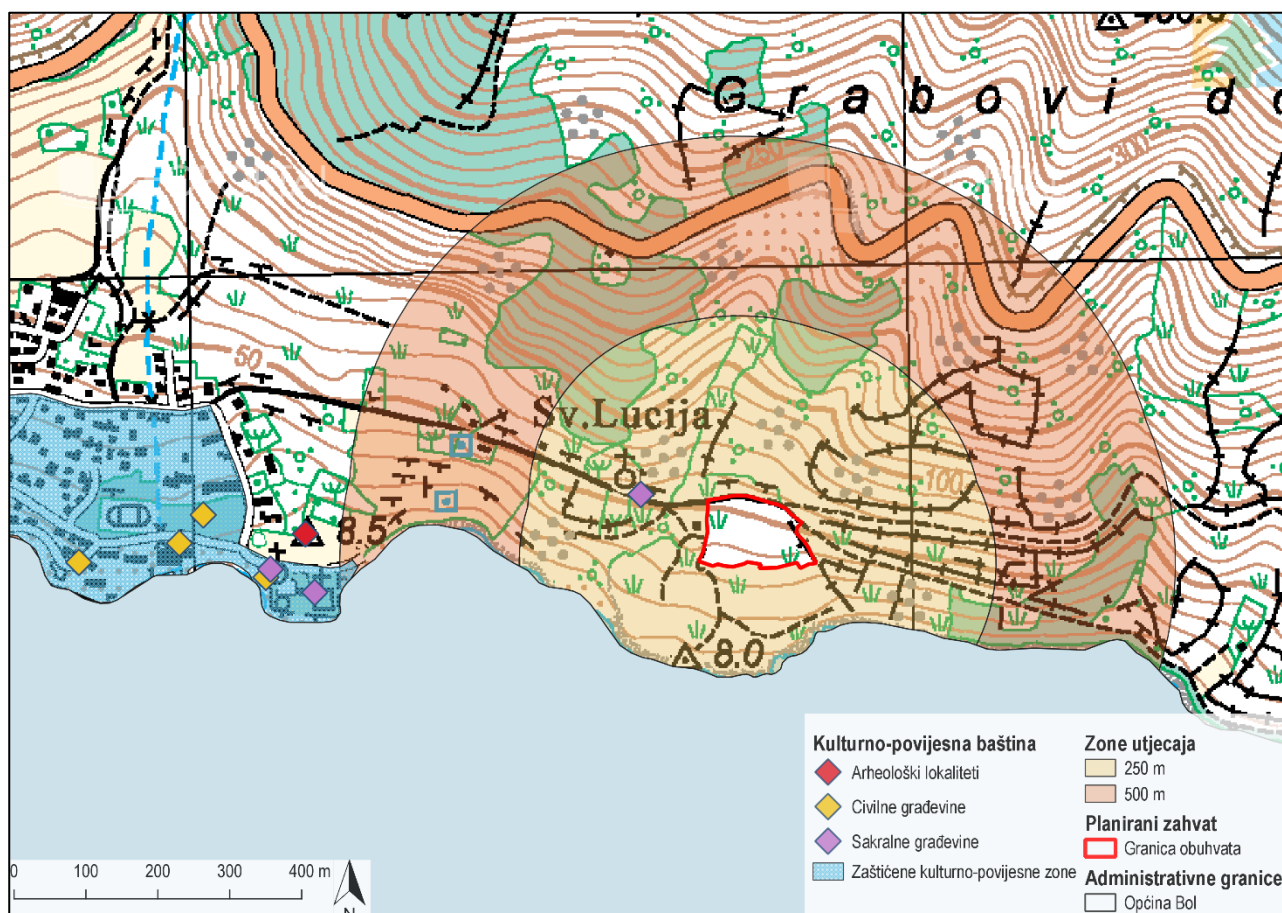 G r a b o v i d o
250
300
50
Sv.Lucija
100
8.5
8.0
Kulturno-povijesna baština
Arheološki lokaliteti
Civilne građevine
Sakralne građevine
Zaštićene kulturno-povijesne zone
Zone utjecaja
250 m
500 m
Planirani zahvat
Granica obuhvata
Administrativne granice
Općina Bol
0 100 200 300 400 m
N